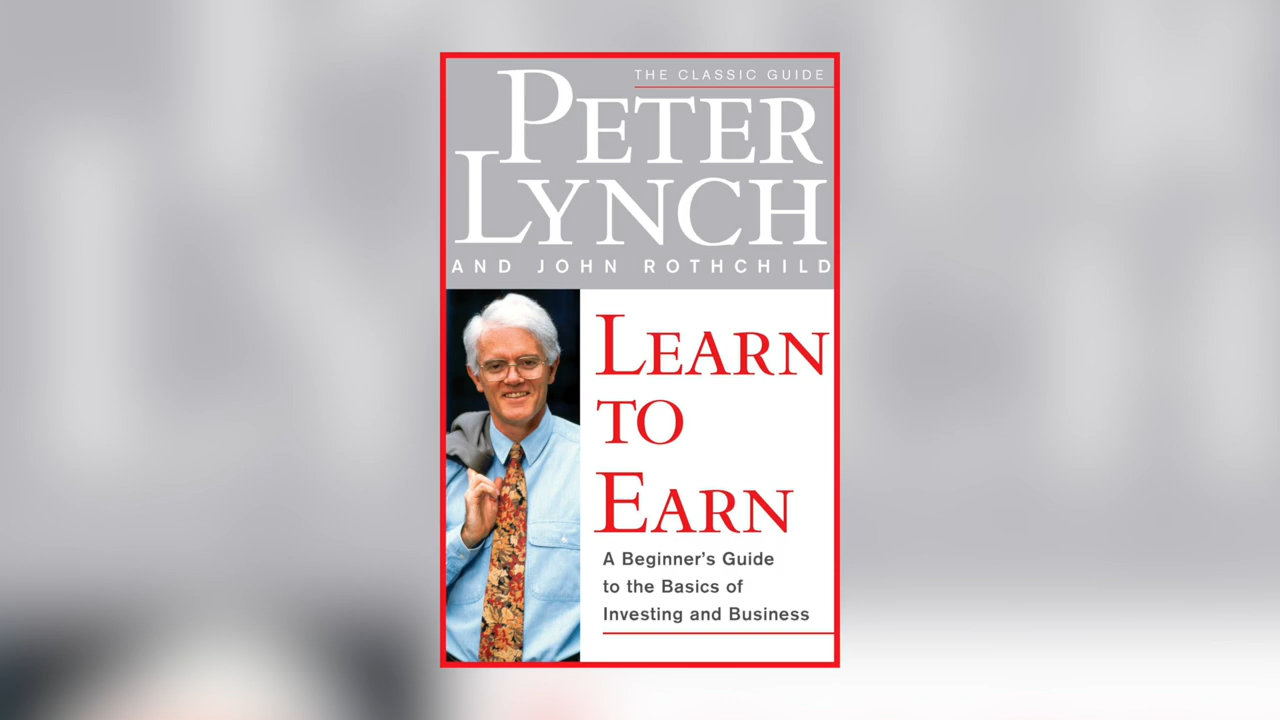 THE CLASSIC GUIDE
PETER
LYNCH
AND JOHN ROTHCHILD
LEARN
TO
EARN
A Beginner's Guide
to the Basics of
Investing and Business